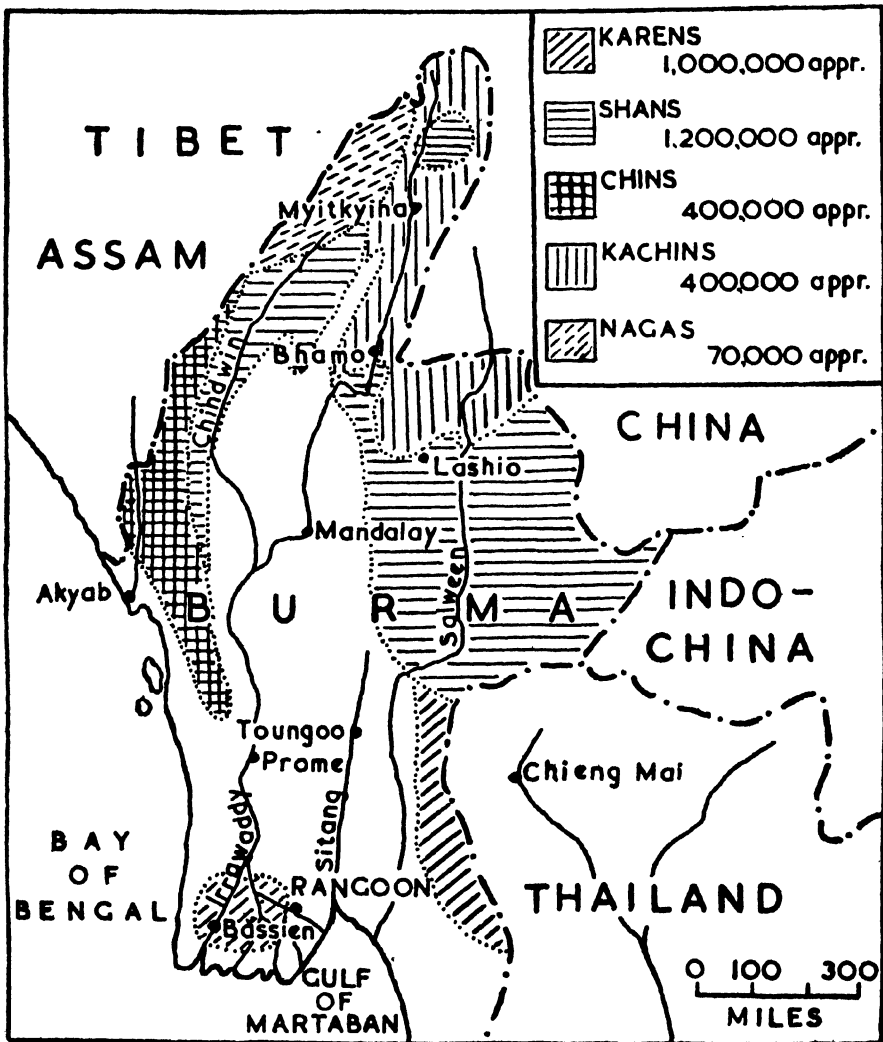 KARENS
1,000,000 appr.
SHANS
1.200,000 appr.
CHINS
400,000 appr.
KACHINS
400,000 appr.
NAGAS
70,000 appr.
TIBET
ASSAM
Myitkyina
Chindwin
Bhamo
CHINA
Lashio
Mandalay
Akyab
BURMA
Salween
INDO-
CHINA
Toungoo
Prome
Chieng Mai
Sitang
Irrawaddy
BAY
OF
BENGAL
RANGOON
THAILAND
Bassien
GULF
OF
MARTABAN
0 100 300
MILES